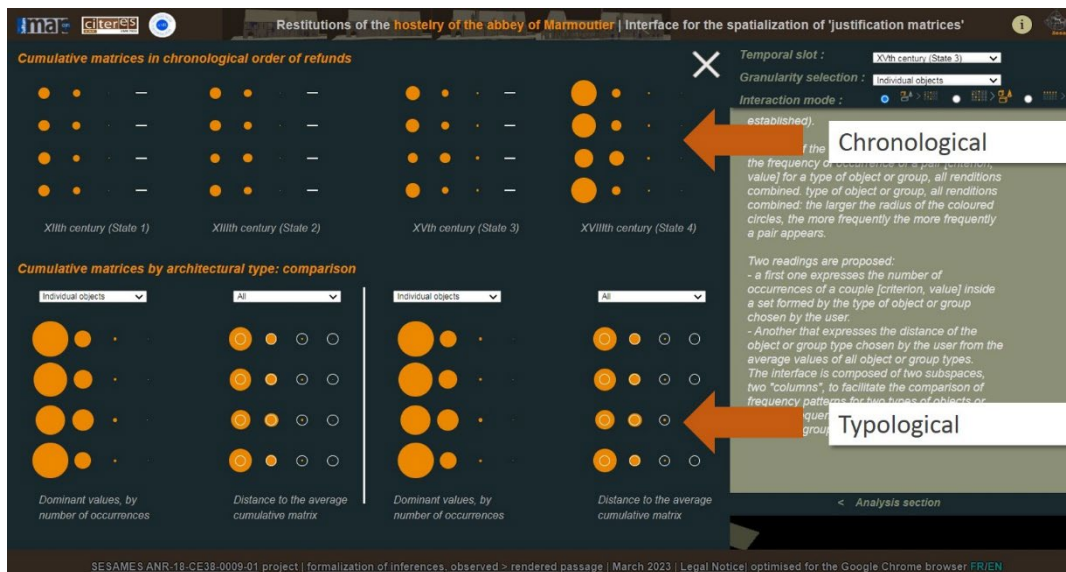 map CITERES
Restitutions of the hostelry of the abbey of Marmoutier | Interface for the spatialization of 'justification matrices'
i
Cumulative matrices in chronological order of refunds
XIIth century (State 1)
XIIIth century (State 2)
XVth century (State 3)
XVIIIth century (State 4)
Cumulative matrices by architectural type: comparison
Individual objects
All
Individual objects
All
Dominant values, by
number of occurrences
Distance to the average
cumulative matrix
Dominant values, by
number of occurrences
Distance to the average
cumulative matrix
Temporal slot :
XVth century (State 3)
Granularity selection :
Individual objects
Interaction mode :
established).
Chronological
of the
the frequency of occurrence of a pair [criterion,
value] for a type of object or group, all renditions
combined. type of object or group, all renditions
combined: the larger the radius of the coloured
circles, the more frequently the more frequently
a pair appears.
Two readings are proposed:
- a first one expresses the number of
occurrences of a couple [criterion, value] inside
a set formed by the type of object or group
chosen by the user.
- Another that expresses the distance of the
object or group type chosen by the user from the
average values of all object or group types.
The interface is composed of two subspaces,
two "columns", to facilitate the comparison of
frequency patterns for two types of objects or
Typological
< Analysis section
SESAMES ANR-18-CE38-0009-01 project | formalization of inferences, observed > rendered passage | March 2023 | Legal Notice| optimised for the Google Chrome browser FR/EN